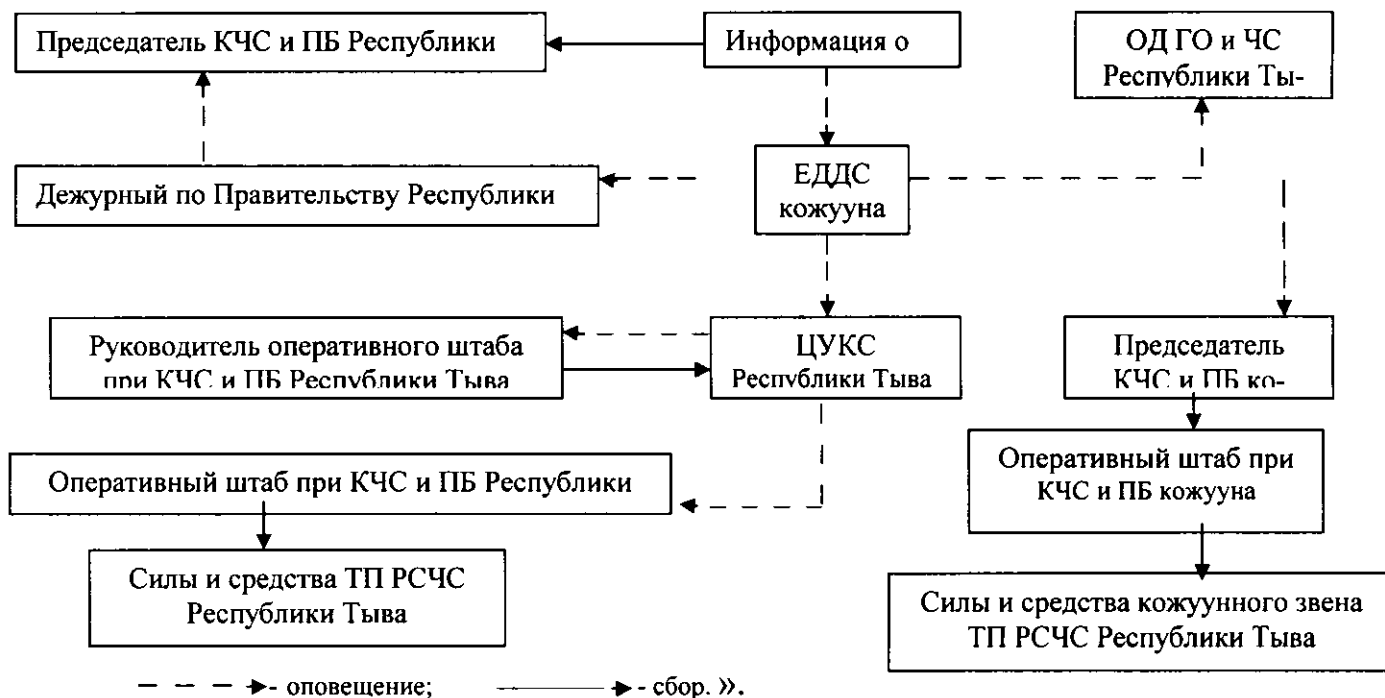 Председатель КЧС и ПБ Республики
Информация о
ОД ГО и ЧС
Республики Ты-
Дежурный по Правительству Республики
ЕДДС
кожууна
Руководитель оперативного штаба
при КЧС и ПБ Республики Тыва
ЦУКС
Республики Тыва
Председатель
КЧС и ПБ ко-
Оперативный штаб при КЧС и ПБ Республики
Оперативный штаб при
КЧС и ПБ кожууна
Силы и средства ТП РСЧС
Республики Тыва
Силы и средства кожуунного звена
ТП РСЧС Республики Тыва
- оповещение; - сбор. ».